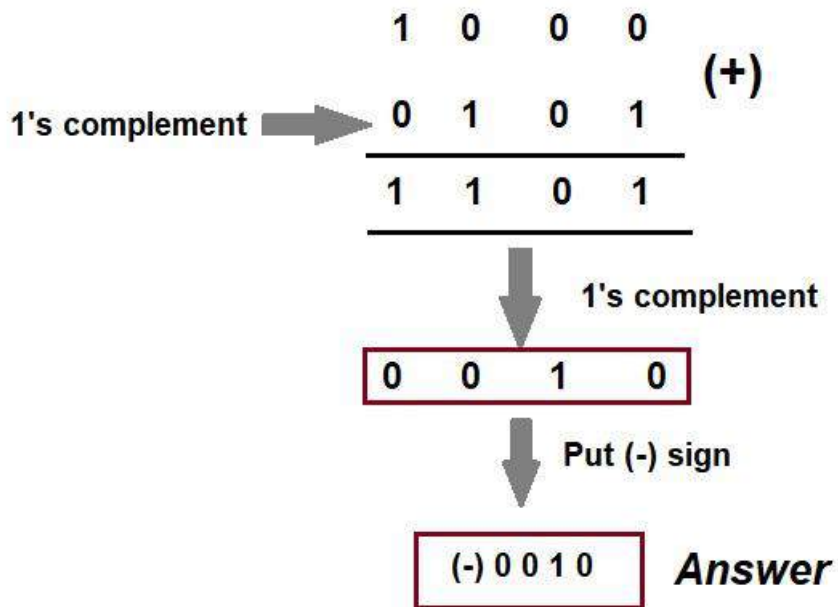 1 0 0 0
(+)
1's complement 0 1 0 1
1 1 0 1
1's complement
0 0 1 0
Put (-) sign
(-) 0 0 1 0 Answer